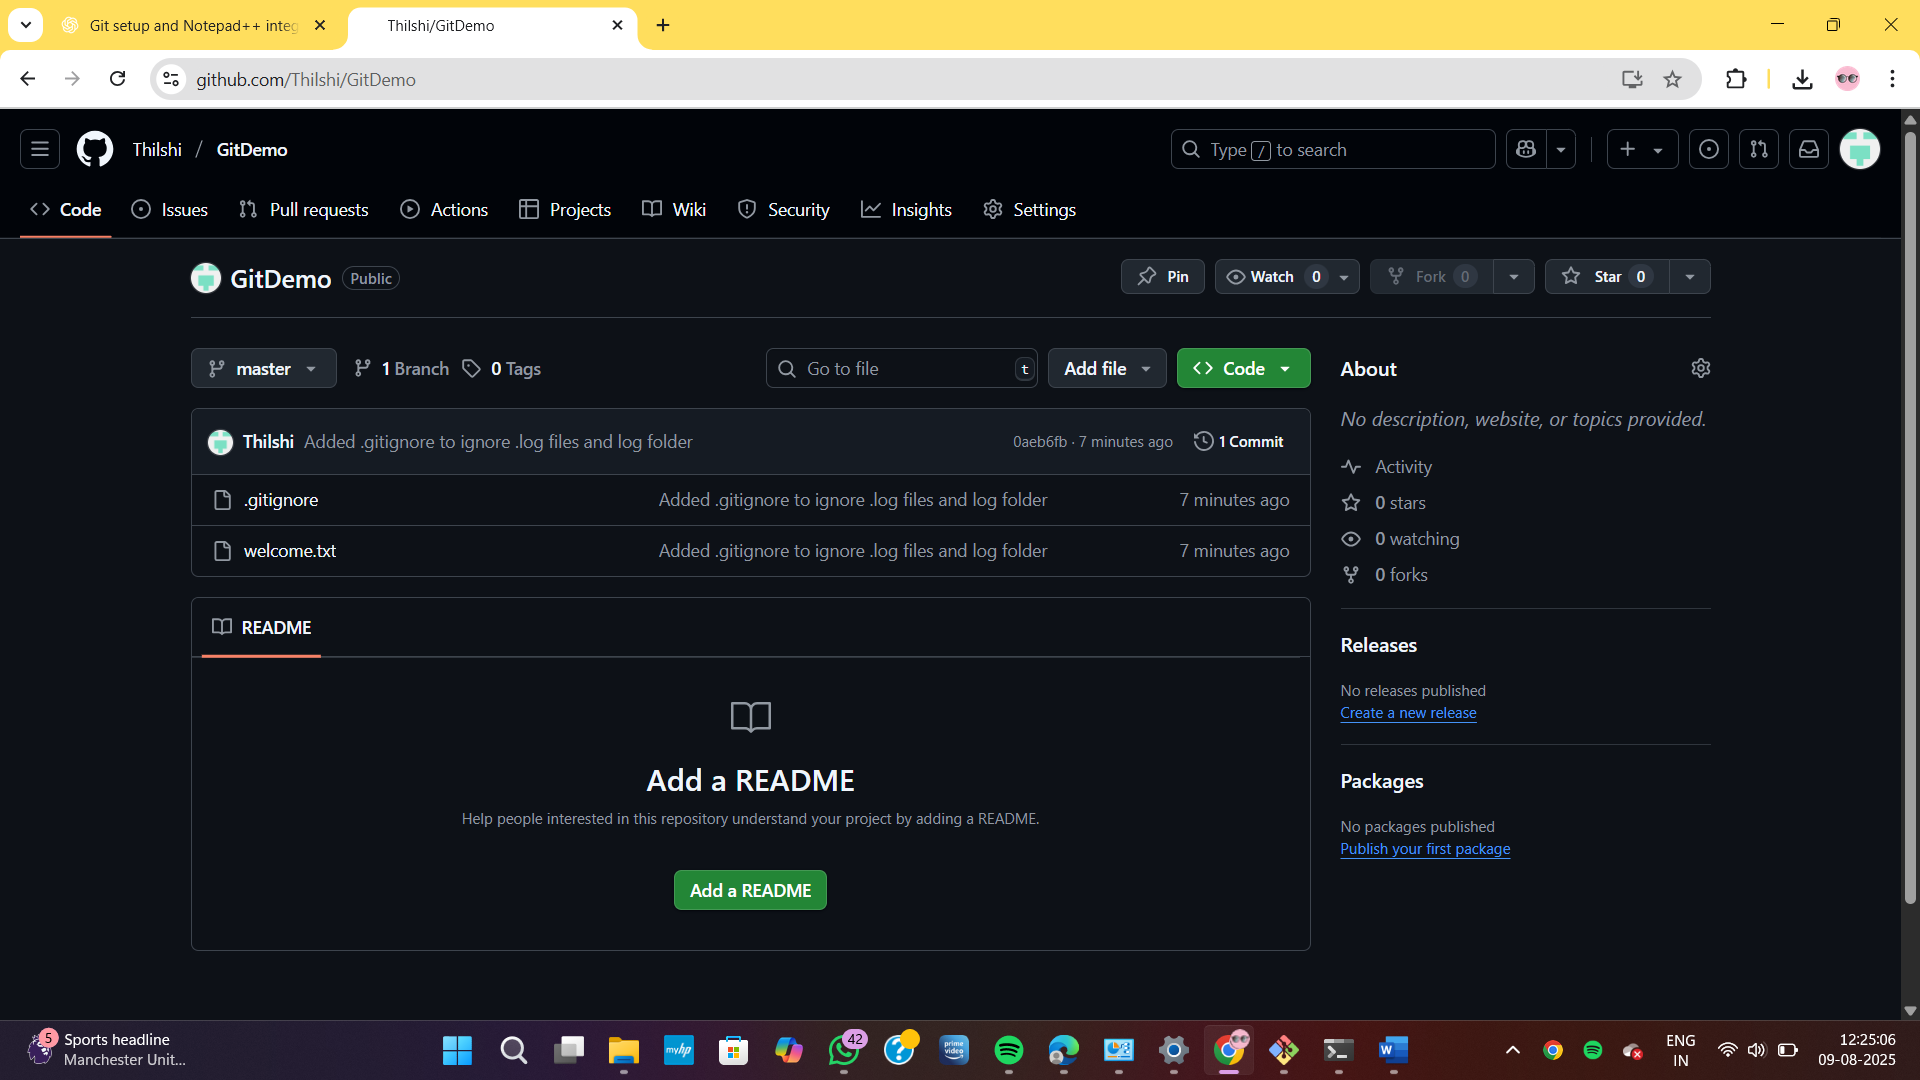 Git setup and Notepad++ integ
Thilshi/GitDemo
github.com/Thilshi/GitDemo
Thilshi / GitDemo
Type / to search
Code
Issues
Pull requests
Actions
Projects
Wiki
Security
Insights
Settings
GitDemo Public
Pin
Watch 0
Fork 0
Star 0
master
1 Branch
0 Tags
Go to file t
Add file
Code
Thilshi Added .gitignore to ignore .log files and log folder 0aeb6fb · 7 minutes ago 1 Commit
.gitignore Added .gitignore to ignore .log files and log folder 7 minutes ago
welcome.txt Added .gitignore to ignore .log files and log folder 7 minutes ago
README
Add a README
Help people interested in this repository understand your project by adding a README.
Add a README
About
No description, website, or topics provided.
Activity
0 stars
0 watching
0 forks
Releases
No releases published
Create a new release
Packages
No packages published
Publish your first package
5
Sports headline
Manchester Unit...
myhp
42
prime video
ENG
IN
12:25:06
09-08-2025